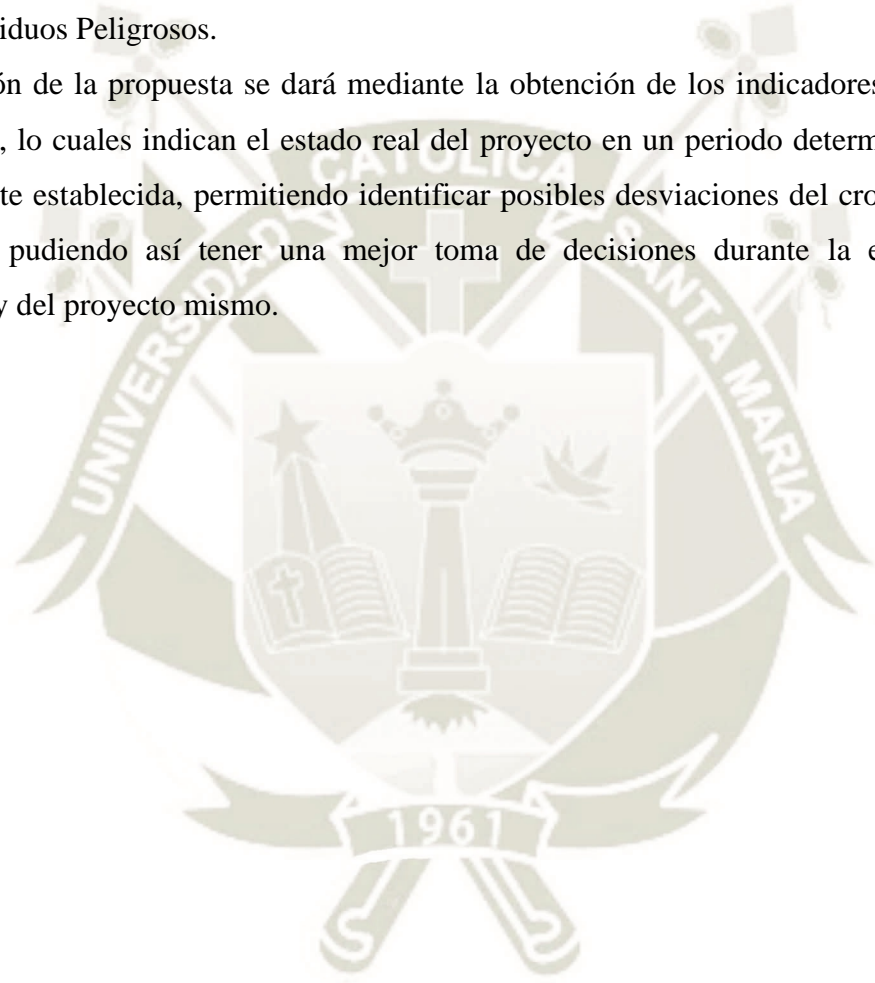 iduos Peligrosos.
ón de la propuesta se dará mediante la obtención de los indicadores
, lo cuales indican el estado real del proyecto en un periodo determ
te establecida, permitiendo identificar posibles desviaciones del cro
pudiendo así tener una mejor toma de decisiones durante la e
y del proyecto mismo.
UNIVERSIDAD CATOLICA SANTA MARIA
1961